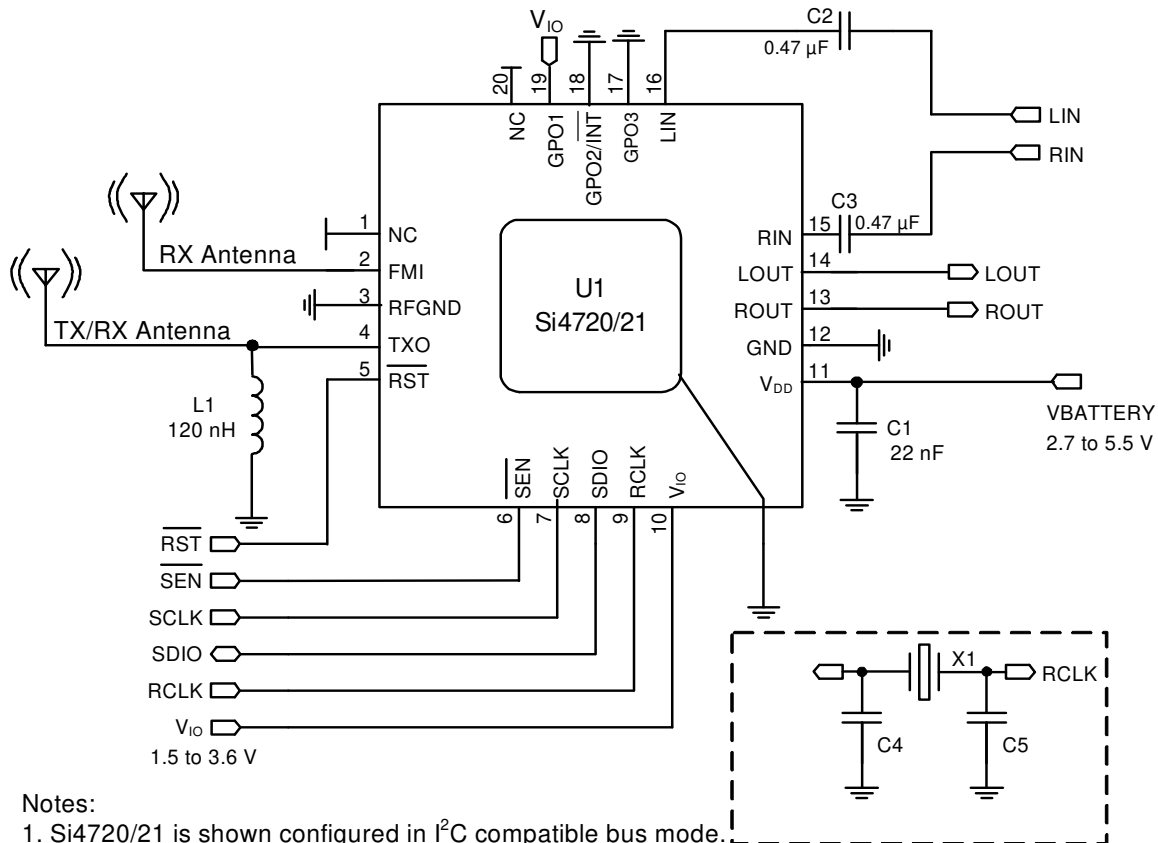 V_IO
C2
0.47 µF
20 19 18 17 16
NC GPO1 GPO2/INT GPO3 LIN
LIN
RIN
C3
0.47 µF
1 NC
RX Antenna
2 FMI
3 RFGND
TX/RX Antenna
4 TXO
5 RST
L1
120 nH
U1
Si4720/21
RIN 15
LOUT 14 LOUT
ROUT 13 ROUT
GND 12
V_DD 11
VBATTERY
2.7 to 5.5 V
C1
22 nF
SEN SCLK SDIO RCLK V_IO
6 7 8 9 10
RST
SEN
SCLK
SDIO
RCLK
V_IO
1.5 to 3.6 V
X1
RCLK
C4
C5
Notes:
1. Si4720/21 is shown configured in I²C compatible bus mode.